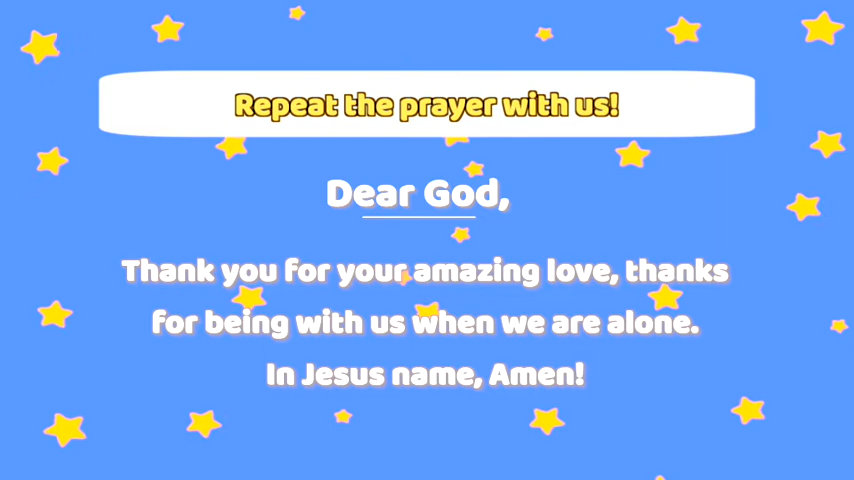 Repeat the prayer with us!
Dear God,
Thank you for your amazing love, thanks
for being with us when we are alone.
In Jesus name, Amen!